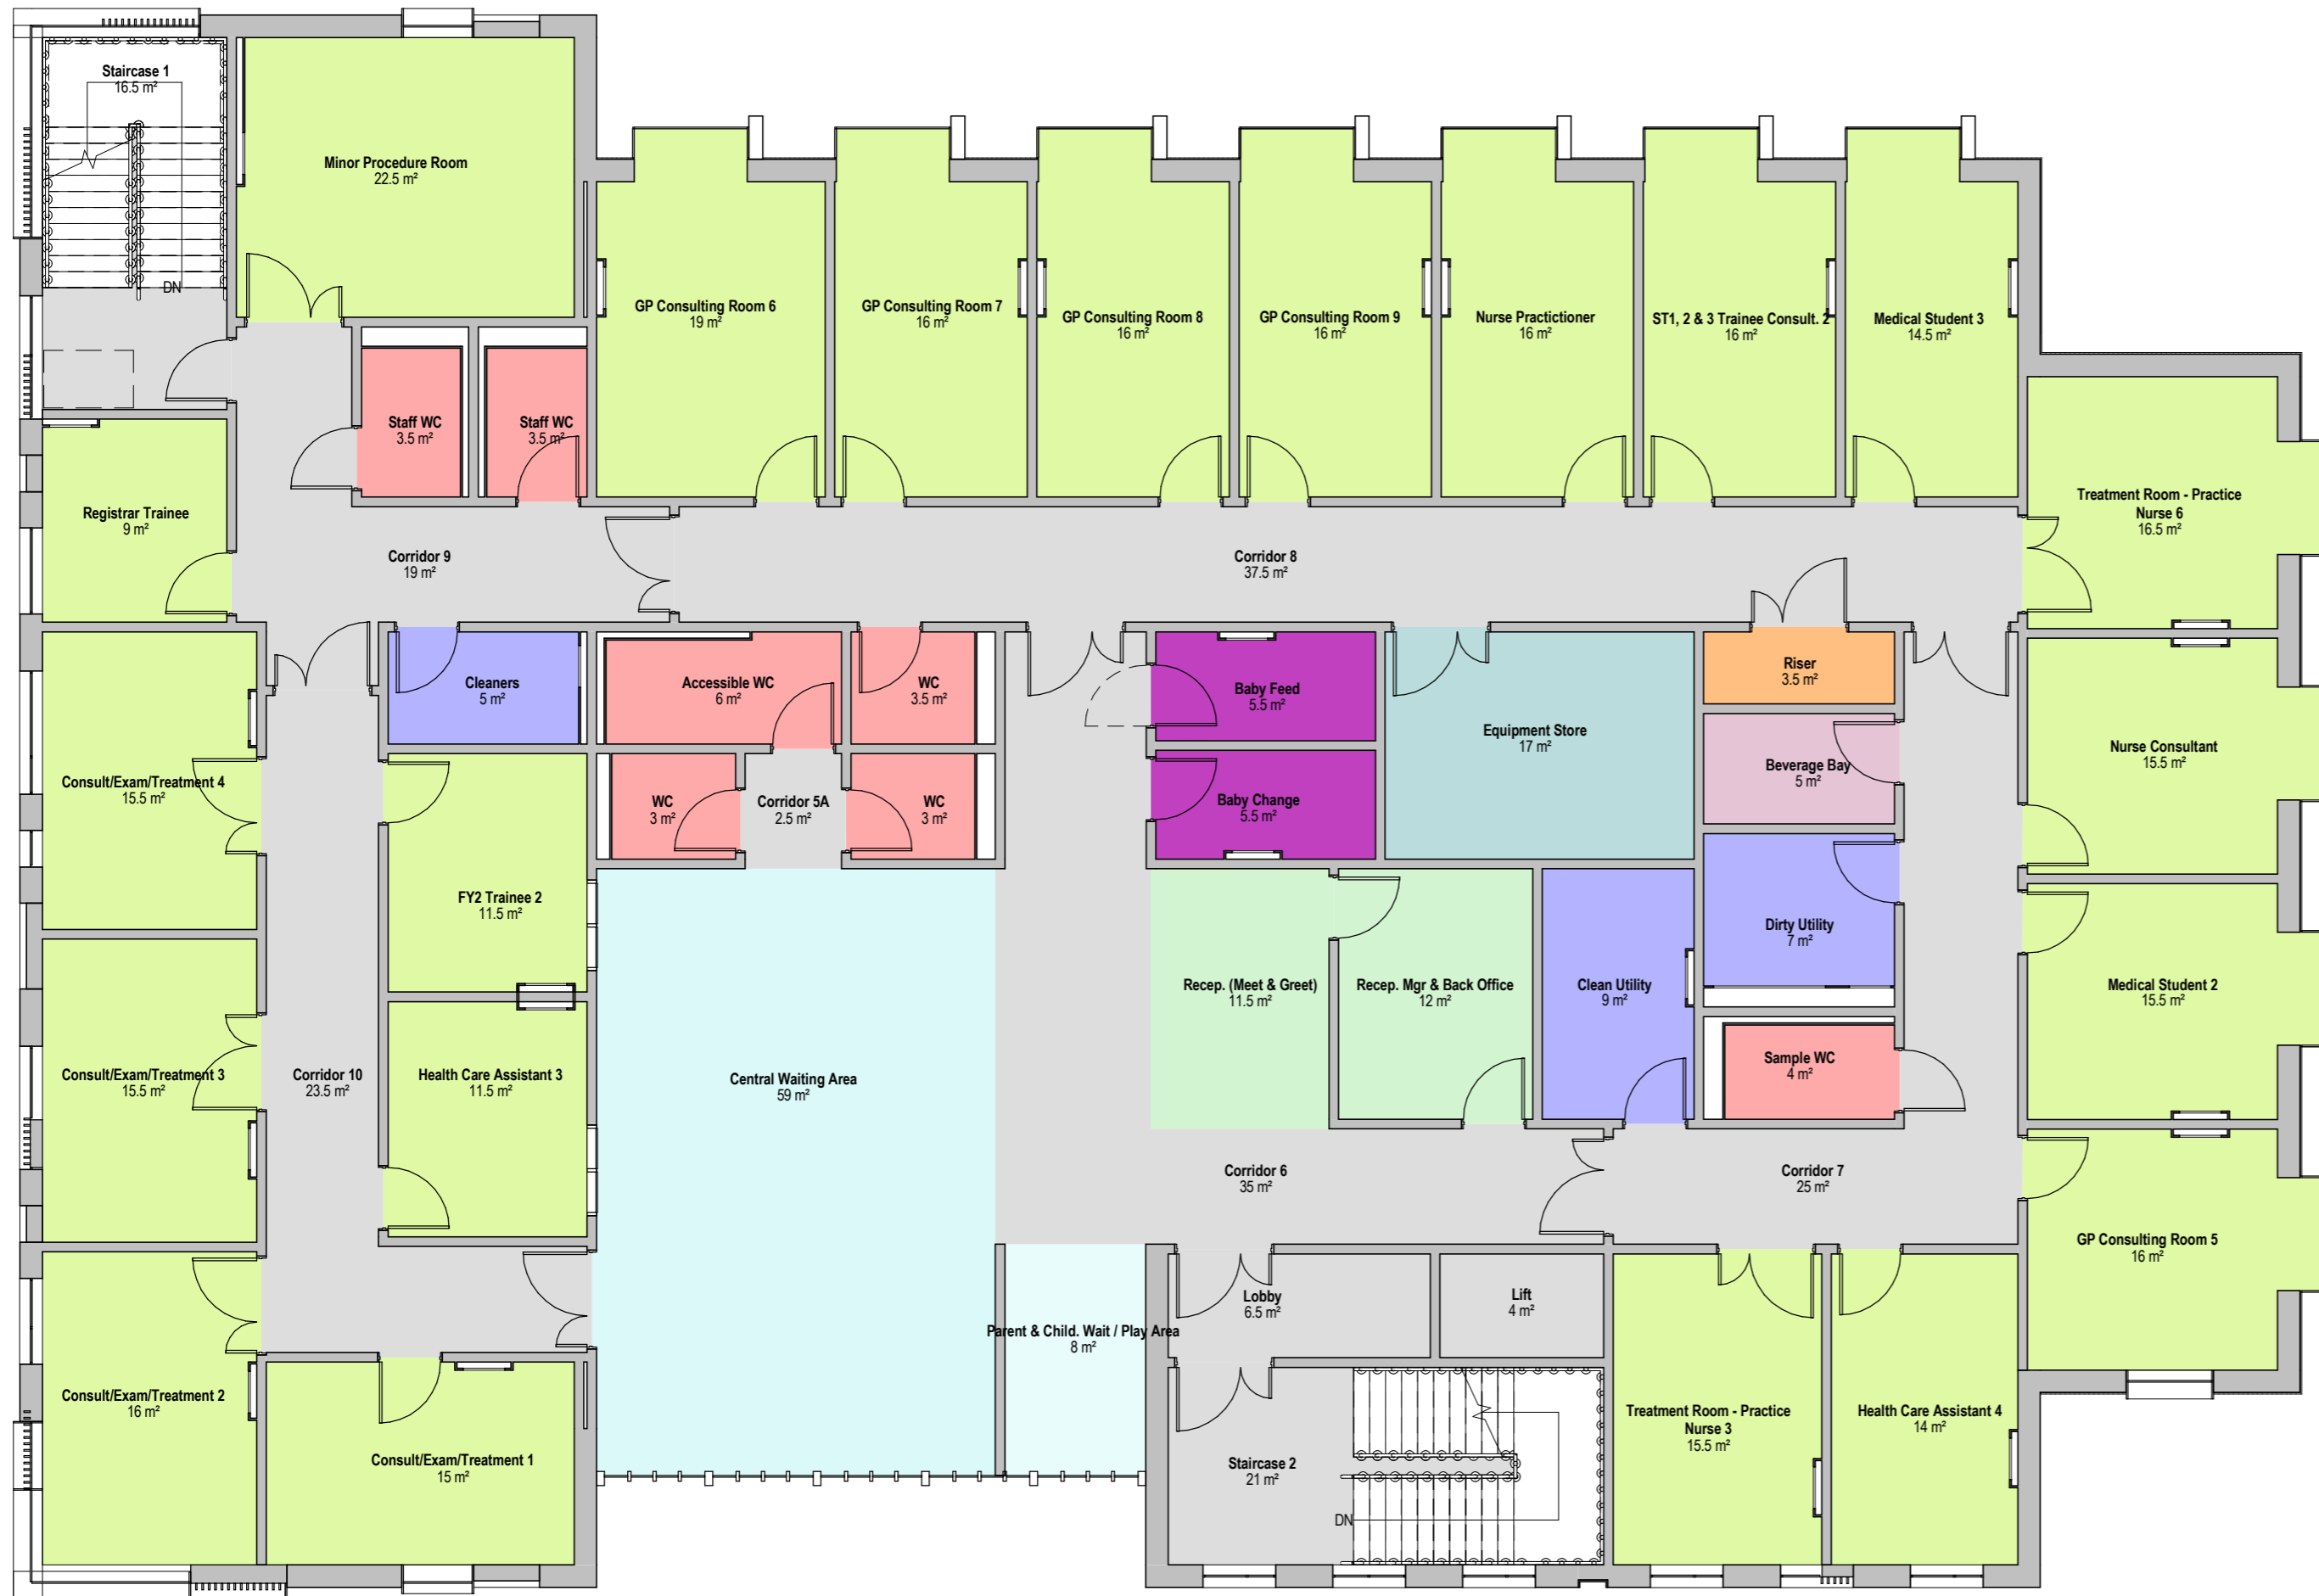 Staircase 1
16.5 m²
DN
Minor Procedure Room
22.5 m²
GP Consulting Room 6
19 m²
GP Consulting Room 7
16 m²
GP Consulting Room 8
16 m²
GP Consulting Room 9
16 m²
Nurse Practictioner
16 m²
ST1, 2 & 3 Trainee Consult. 2
16 m²
Medical Student 3
14.5 m²
Staff WC
3.5 m²
Staff WC
3.5 m²
Registrar Trainee
9 m²
Corridor 9
19 m²
Corridor 8
37.5 m²
Treatment Room - Practice
Nurse 6
16.5 m²
Cleaners
5 m²
Accessible WC
6 m²
WC
3.5 m²
Baby Feed
5.5 m²
Equipment Store
17 m²
Riser
3.5 m²
Beverage Bay
5 m²
Nurse Consultant
15.5 m²
Consult/Exam/Treatment 4
15.5 m²
WC
3 m²
Corridor 5A
2.5 m²
WC
3 m²
Baby Change
5.5 m²
FY2 Trainee 2
11.5 m²
Dirty Utility
7 m²
Recep. (Meet & Greet)
11.5 m²
Recep. Mgr & Back Office
12 m²
Clean Utility
9 m²
Medical Student 2
15.5 m²
Consult/Exam/Treatment 3
15.5 m²
Corridor 10
23.5 m²
Health Care Assistant 3
11.5 m²
Central Waiting Area
59 m²
Sample WC
4 m²
Corridor 6
35 m²
Corridor 7
25 m²
GP Consulting Room 5
16 m²
Lobby
6.5 m²
Lift
4 m²
Parent & Child. Wait / Play Area
8 m²
Consult/Exam/Treatment 2
16 m²
Consult/Exam/Treatment 1
15 m²
Staircase 2
21 m²
DN
Treatment Room - Practice
Nurse 3
15.5 m²
Health Care Assistant 4
14 m²